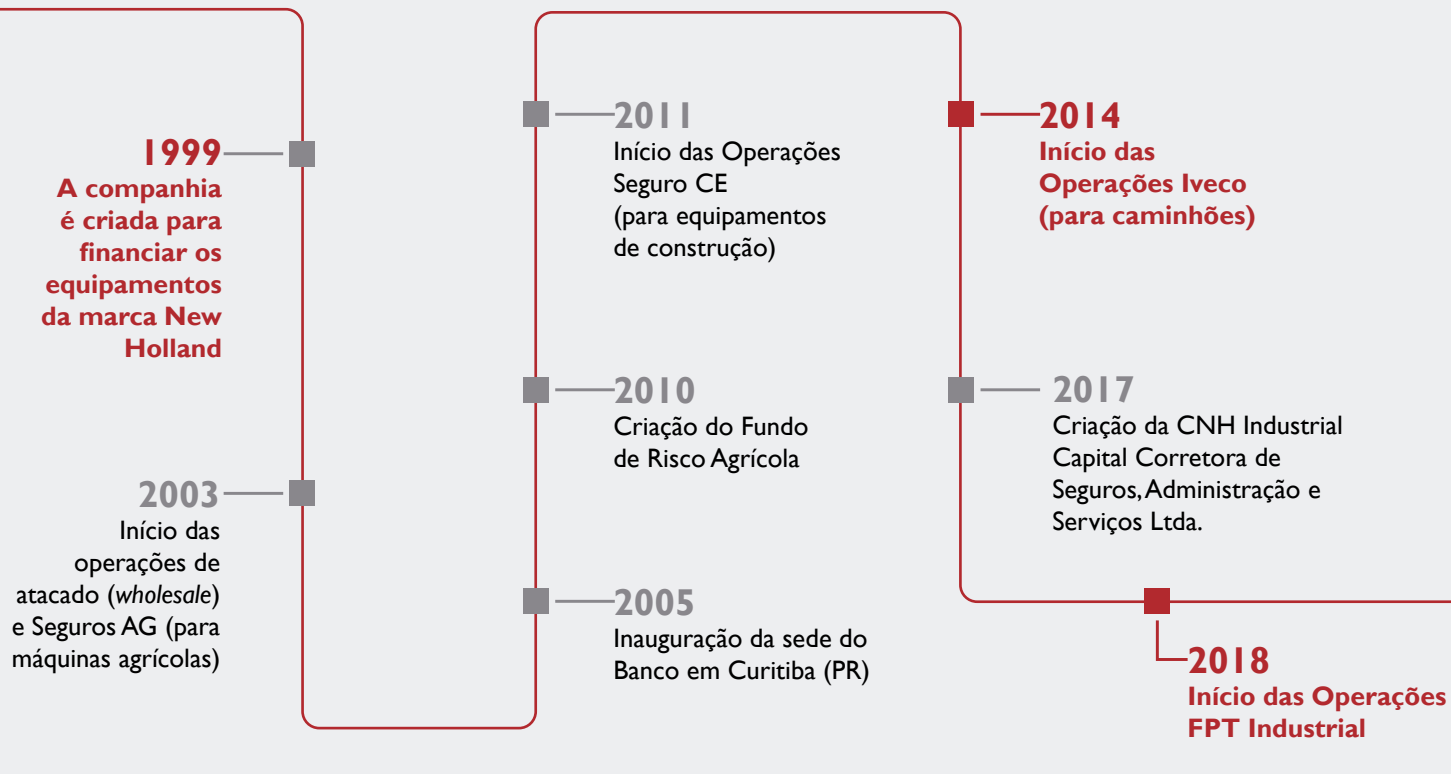 1999
A companhia
é criada para
financiar os
equipamentos
da marca New
Holland
2003
Início das
operações de
atacado (wholesale)
e Seguros AG (para
máquinas agrícolas)
2005
Inauguração da sede do
Banco em Curitiba (PR)
2010
Criação do Fundo
de Risco Agrícola
2011
Início das Operações
Seguro CE
(para equipamentos
de construção)
2014
Início das
Operações Iveco
(para caminhões)
2017
Criação da CNH Industrial
Capital Corretora de
Seguros, Administração e
Serviços Ltda.
2018
Início das Operações
FPT Industrial